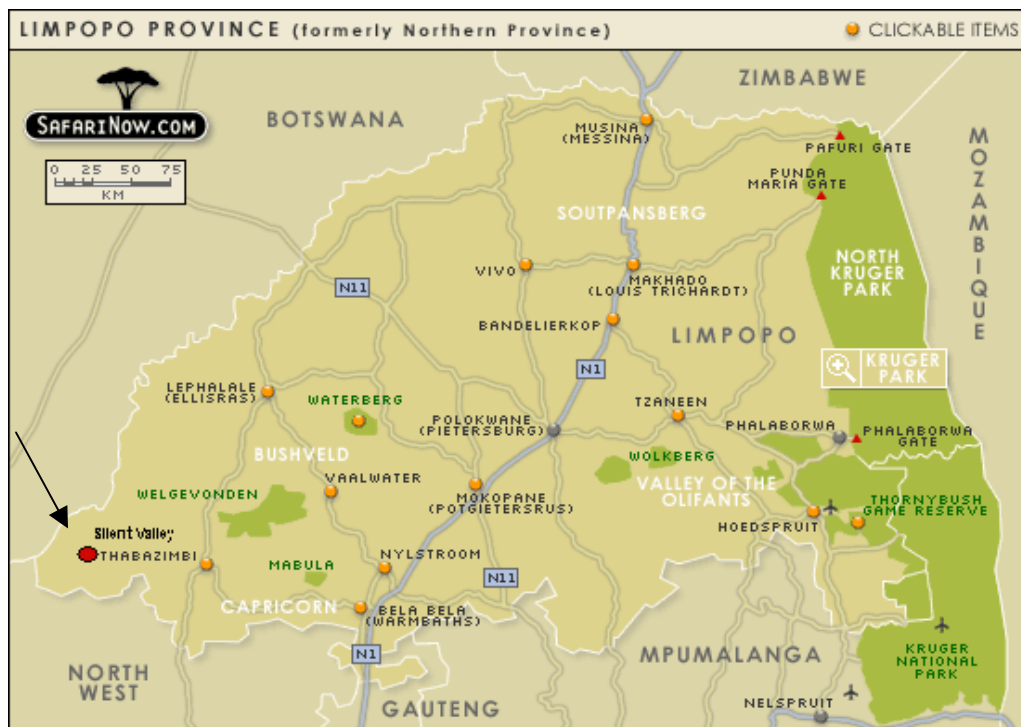 LIMPOPO PROVINCE (formerly Northern Province)
CLICKABLE ITEMS
ZIMBABWE
BOTSWANA
SAFARINOW.COM
MUSINA
(MESSINA)
PAFURI GATE
MOZAMBIQUE
0 25 50 75
KM
PUNDA
MARIA GATE
SOUTPANSBERG
NORTH
KRUGER
PARK
VIVO
MAKHADO
(LOUIS TRICHARDT)
N11
BANDELIERKOP
LIMPOPO
N1
KRUGER
PARK
LEPHALALE
(ELLISRAS)
WATERBERG
TZANEEN
POLOKWANE
(PIETERSBURG)
PHALABORWA
PHALABORWA
GATE
BUSHVELD
WOLKBERG
VAALWATER
VALLEY OF THE
OLIFANTS
WELGEVONDEN
MOKOPANE
(POTGIETERSRUS)
THORNYBUSH
GAME RESERVE
HOEDSPRUIT
Silent Valley
THABAZIMBI
NYLSTROOM
MABULA
N11
CAPRICORN
BELA BELA
(WARMBATHS)
N1
MPUMALANGA
KRUGER
NATIONAL
PARK
NORTH
WEST
GAUTENG
NELSPRUIT